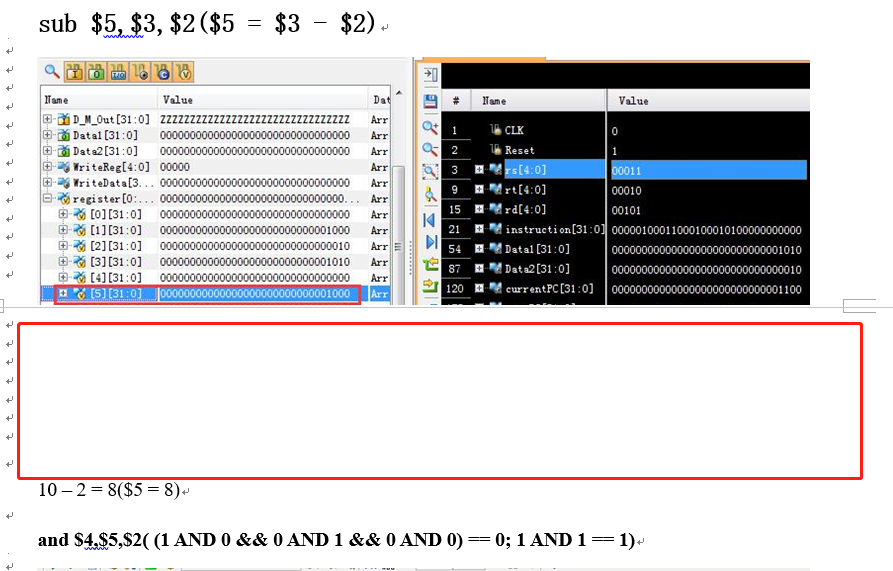 sub $5,$3,$2($5 = $3 - $2)
Name Value Dat
D_M_Out[31:0] ZZZZZZZZZZZZZZZZZZZZZZZZZZZZZZZZ Arr
Data1[31:0] 00000000000000000000000000000000 Arr
Data2[31:0] 00000000000000000000000000000000 Arr
WriteReg[4:0] 00000 Arr
WriteData[3... 00000000000000000000000000000000 Arr
register[0:... 0000000000000000000000000000000... Arr
[0][31:0] 00000000000000000000000000000000 Arr
[1][31:0] 00000000000000000000000000001000 Arr
[2][31:0] 00000000000000000000000000000010 Arr
[3][31:0] 00000000000000000000000000001010 Arr
[4][31:0] 00000000000000000000000000000000 Arr
[5][31:0] 00000000000000000000000000001000 Arr
# Name Value
1 CLK 0
2 Reset 1
3 rs[4:0] 00011
9 rt[4:0] 00010
15 rd[4:0] 00101
21 instruction[31:0] 00000100011000100010100000000000
54 Data1[31:0] 00000000000000000000000000001010
87 Data2[31:0] 00000000000000000000000000000010
120 currentPC[31:0] 00000000000000000000000000001100
10 – 2 = 8($5 = 8)
and $4,$5,$2( (1 AND 0 && 0 AND 1 && 0 AND 0) == 0; 1 AND 1 == 1)